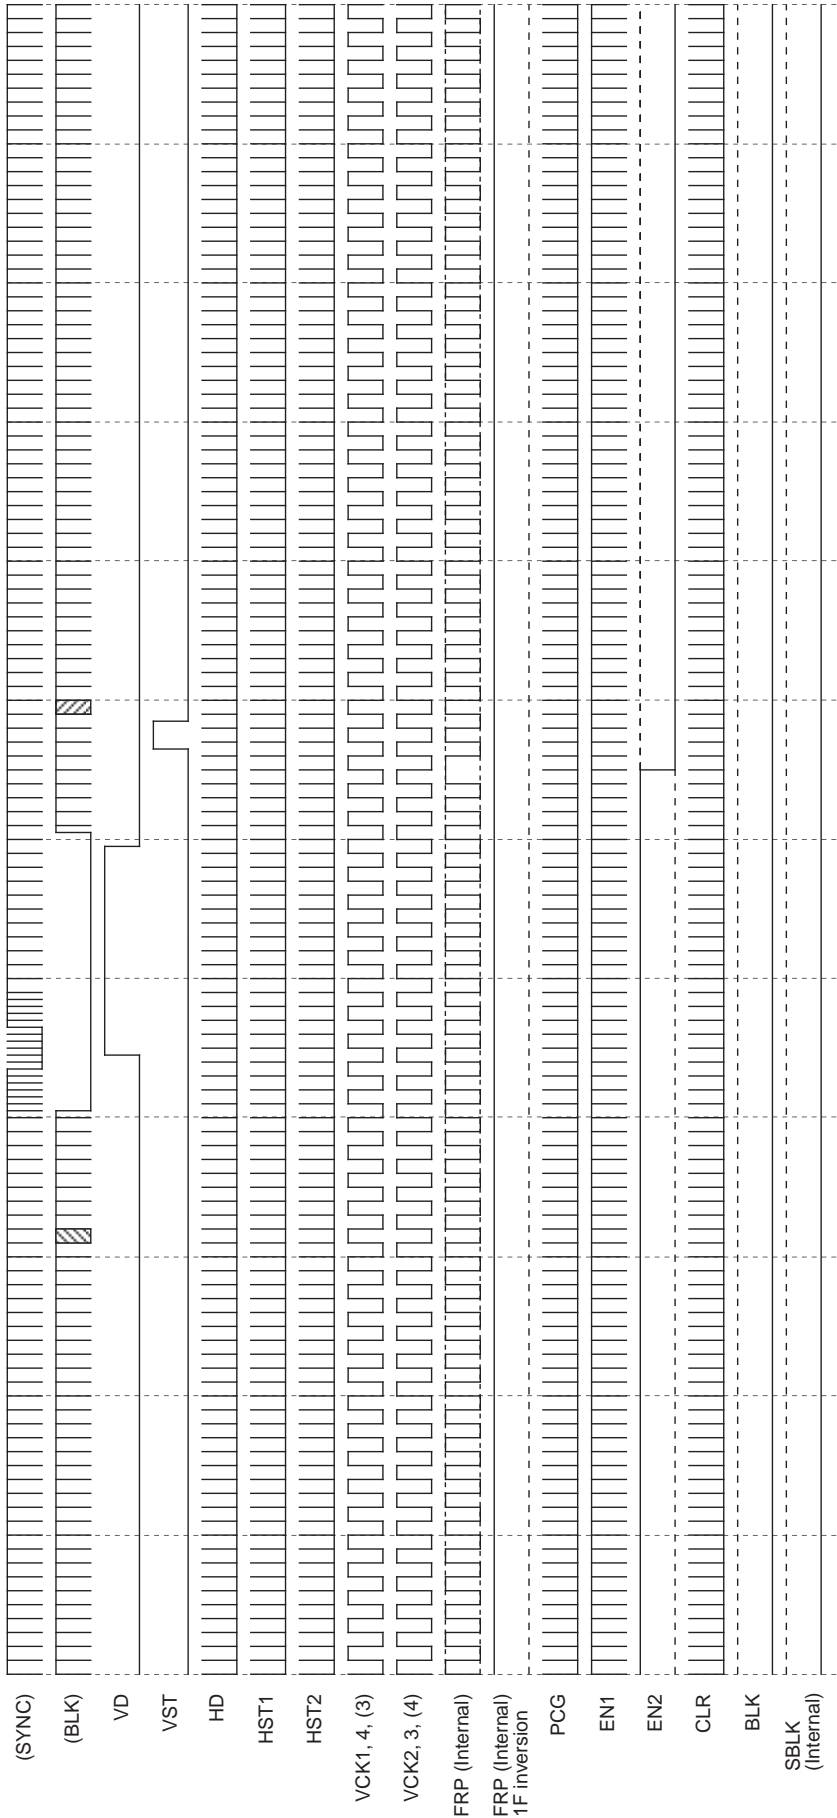 (SYNC)
(BLK)
VD
VST
HD
HST1
HST2
VCK1, 4, (3)
VCK2, 3, (4)
FRP (Internal)
FRP (Internal)
1F inversion
PCG
EN1
EN2
CLR
BLK
SBLK
(Internal)